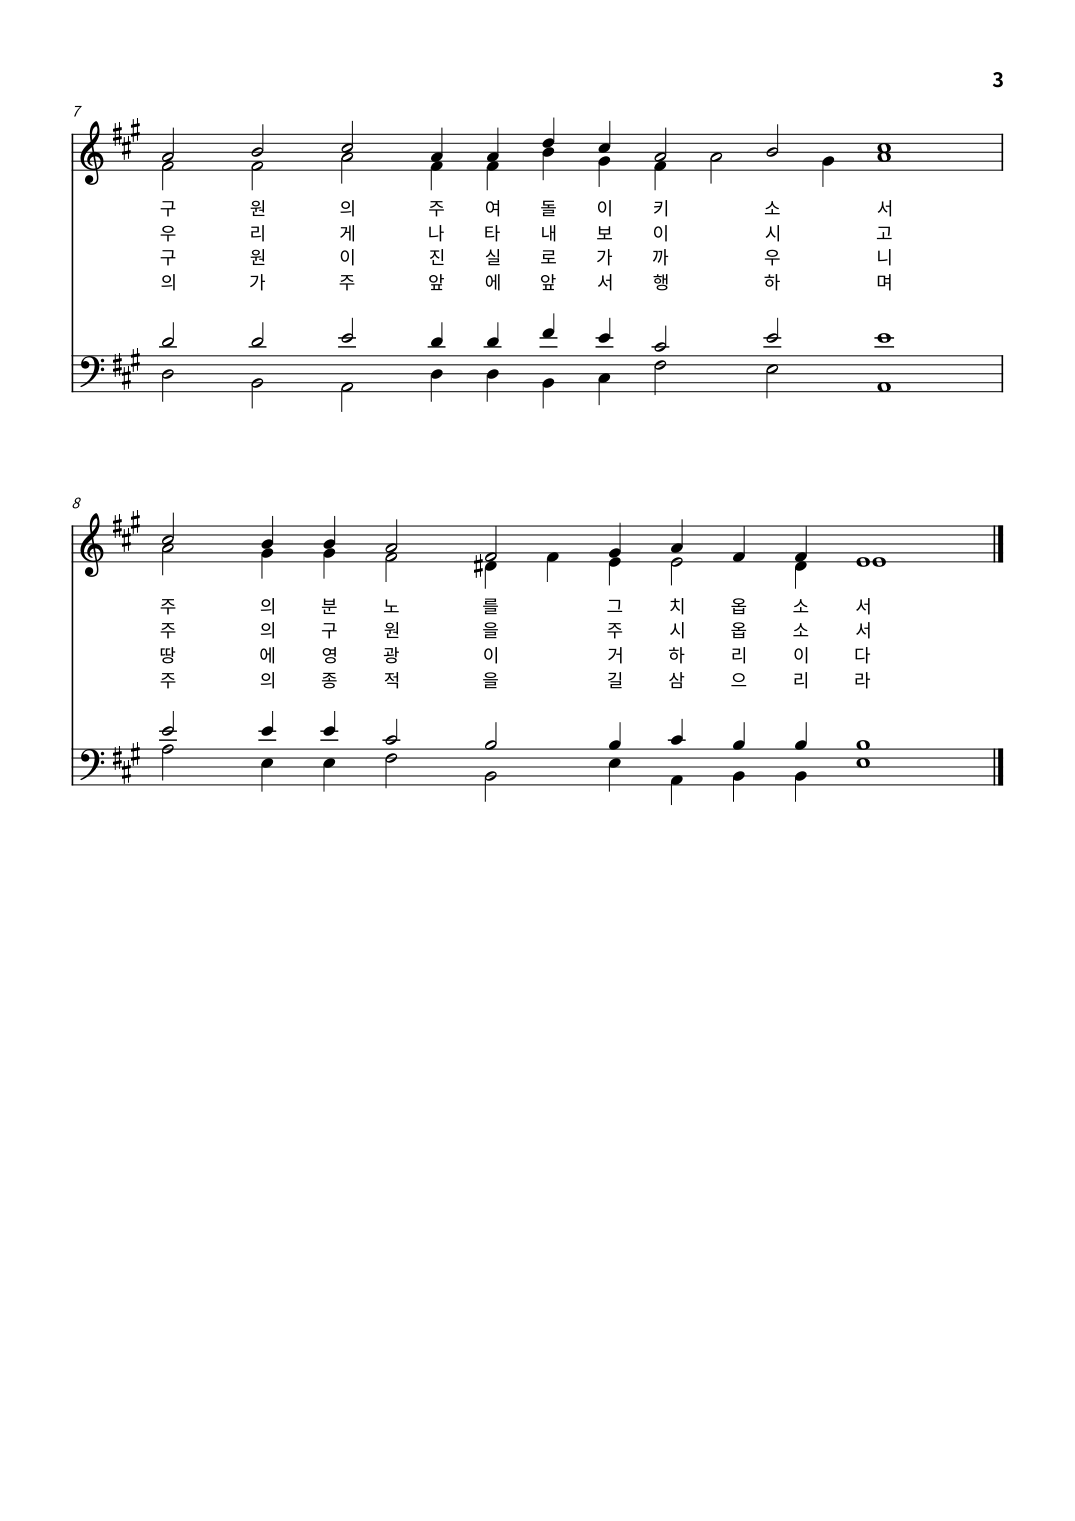 3
7
구 원 의 주 여 돌 이 키 소 서
우 리 게 나 타 내 보 이 시 고
구 원 이 진 실 로 가 까 우 니
의 가 주 앞 에 앞 서 행 하 며
8
주 의 분 노 를 그 치 옵 소 서
주 의 구 원 을 주 시 옵 소 서
땅 에 영 광 이 거 하 리 이 다
주 의 종 적 을 길 삼 으 리 라